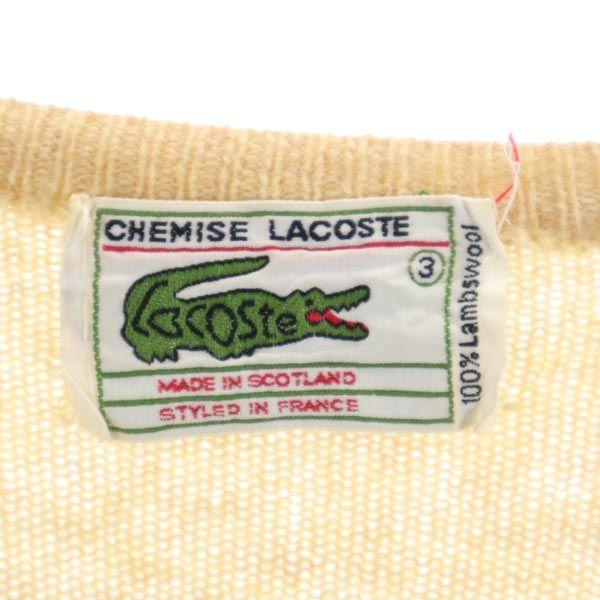 CHEMISE LACOSTE
3
Lacoste
MADE IN SCOTLAND
STYLED IN FRANCE
100% Lambswool